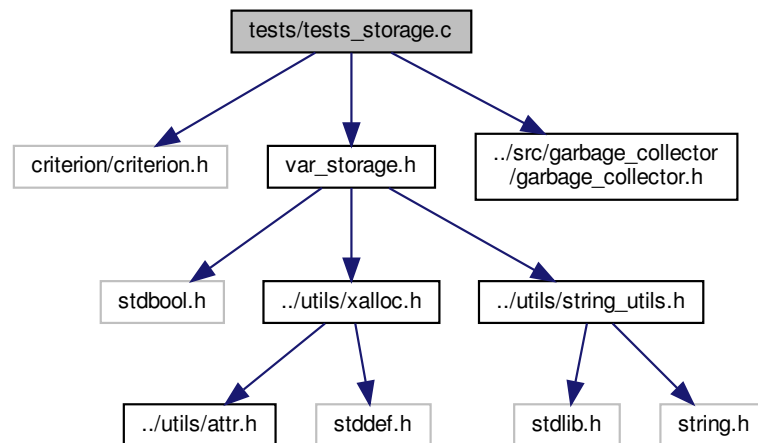 tests/tests_storage.c
criterion/criterion.h
var_storage.h
../src/garbage_collector
/garbage_collector.h
stdbool.h
../utils/xalloc.h
../utils/string_utils.h
../utils/attr.h
stddef.h
stdlib.h
string.h